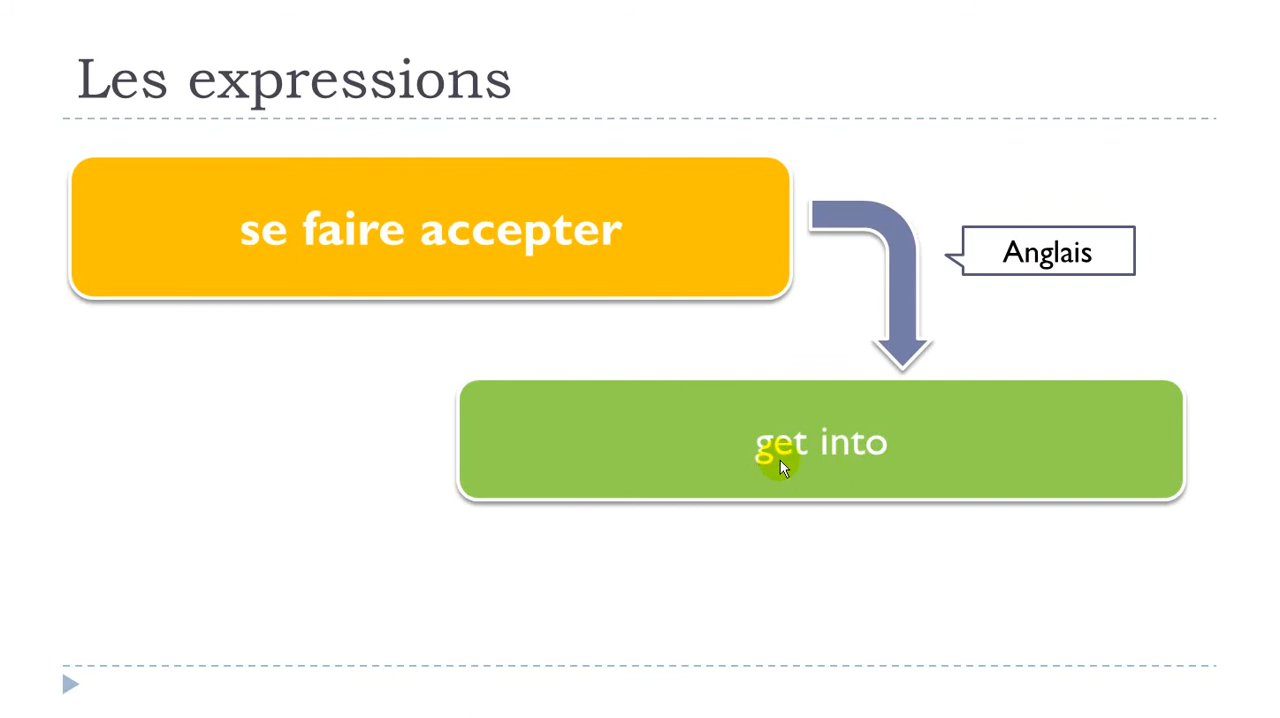 Les expressions
se faire accepter
Anglais
get into